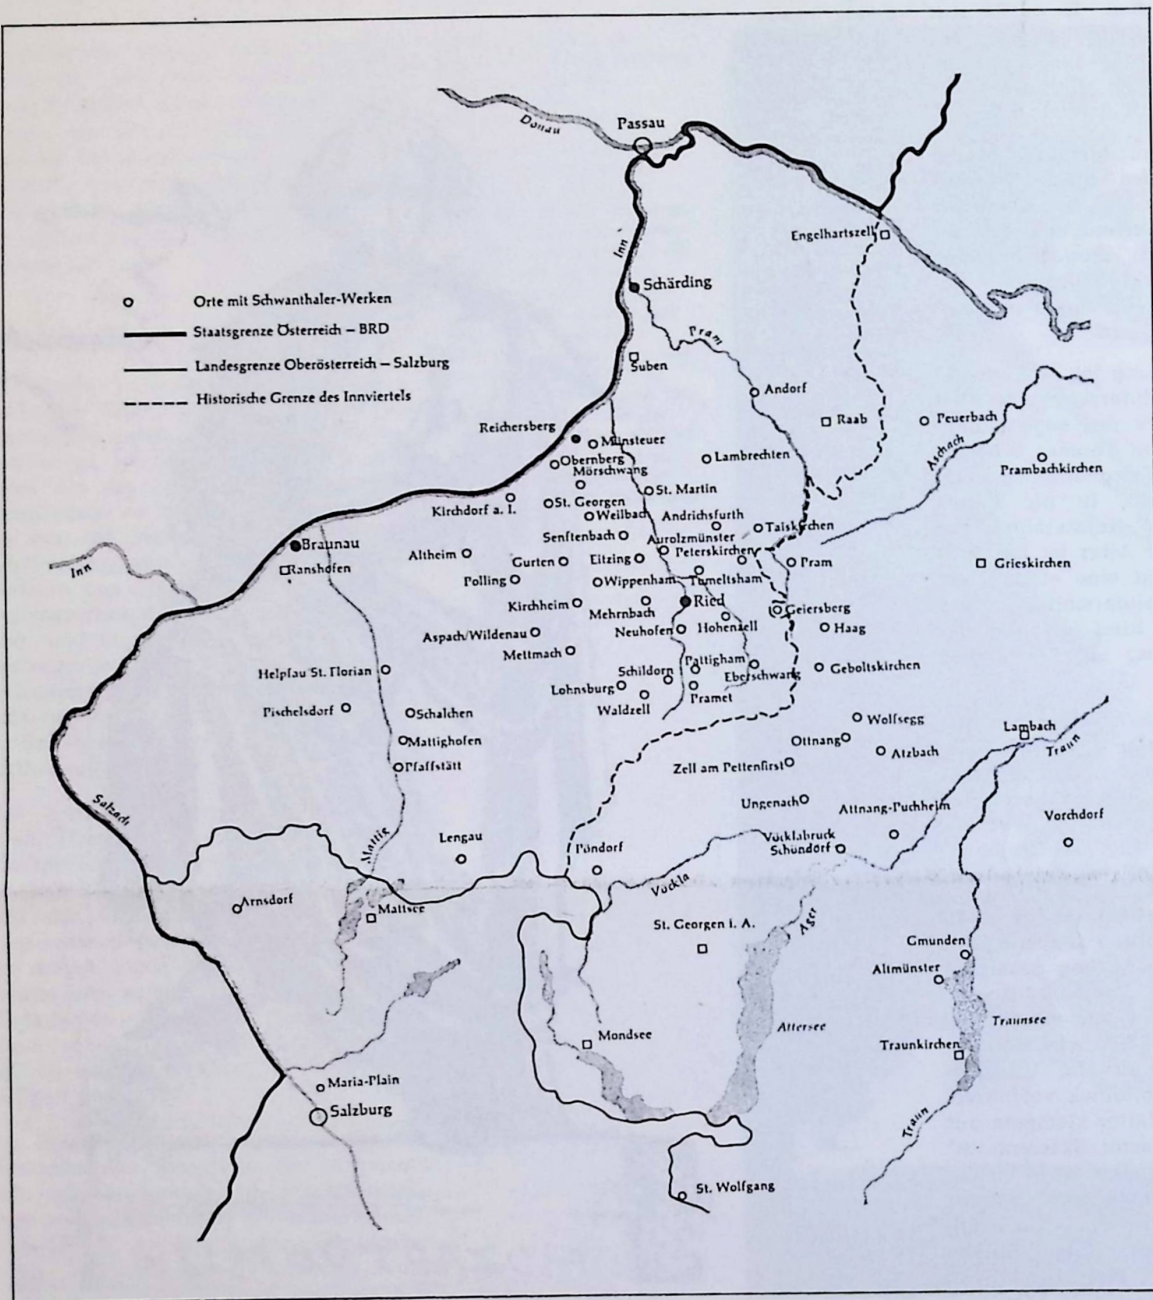 Donau
Passau
Engelhartszell
Inn
Schärding
Orte mit Schwanthaler-Werken
Staatsgrenze Österreich – BRD
Landesgrenze Oberösterreich – Salzburg
Historische Grenze des Innviertels
Pram
Suben
Andorf
Raab
Peuerbach
Reichersberg
Münsteuer
Obernberg
Mörschwang
Lambrechten
Aschach
Prambachkirchen
Kirchdorf a. I.
St. Georgen
St. Martin
Weilbach
Andrichsfurth
Taiskirchen
Senftenbach
Aurolzmünster
Braunau
Altheim
Gurten
Eitzing
Peterskirchen
Pram
Grieskirchen
Inn
Ranshofen
Polling
Wippenham
Tumeltsham
Kirchheim
Mehrnbach
Ried
Geiersberg
Aspach/Wildenau
Neuhofen
Hohenzell
Haag
Mettmach
Helpfau St. Florian
Schildorn
Pattigham
Eberschwang
Geboltskirchen
Lohnsburg
Waldzell
Pramet
Pischelsdorf
Schalchen
Wolfsegg
Mattighofen
Ottnang
Atzbach
Lambach
Traun
Pfaffstätt
Zell am Pettenfirst
Salzach
Ungenach
Attnang-Puchheim
Vorchdorf
Mattig
Lengau
Pöndorf
Vöcklabruck
Schöndorf
Vöckla
Arnsdorf
Mattsee
St. Georgen i. A.
Ager
Gmunden
Altmünster
Mondsee
Attersee
Traunsee
Traunkirchen
Maria-Plain
Salzburg
Traun
St. Wolfgang